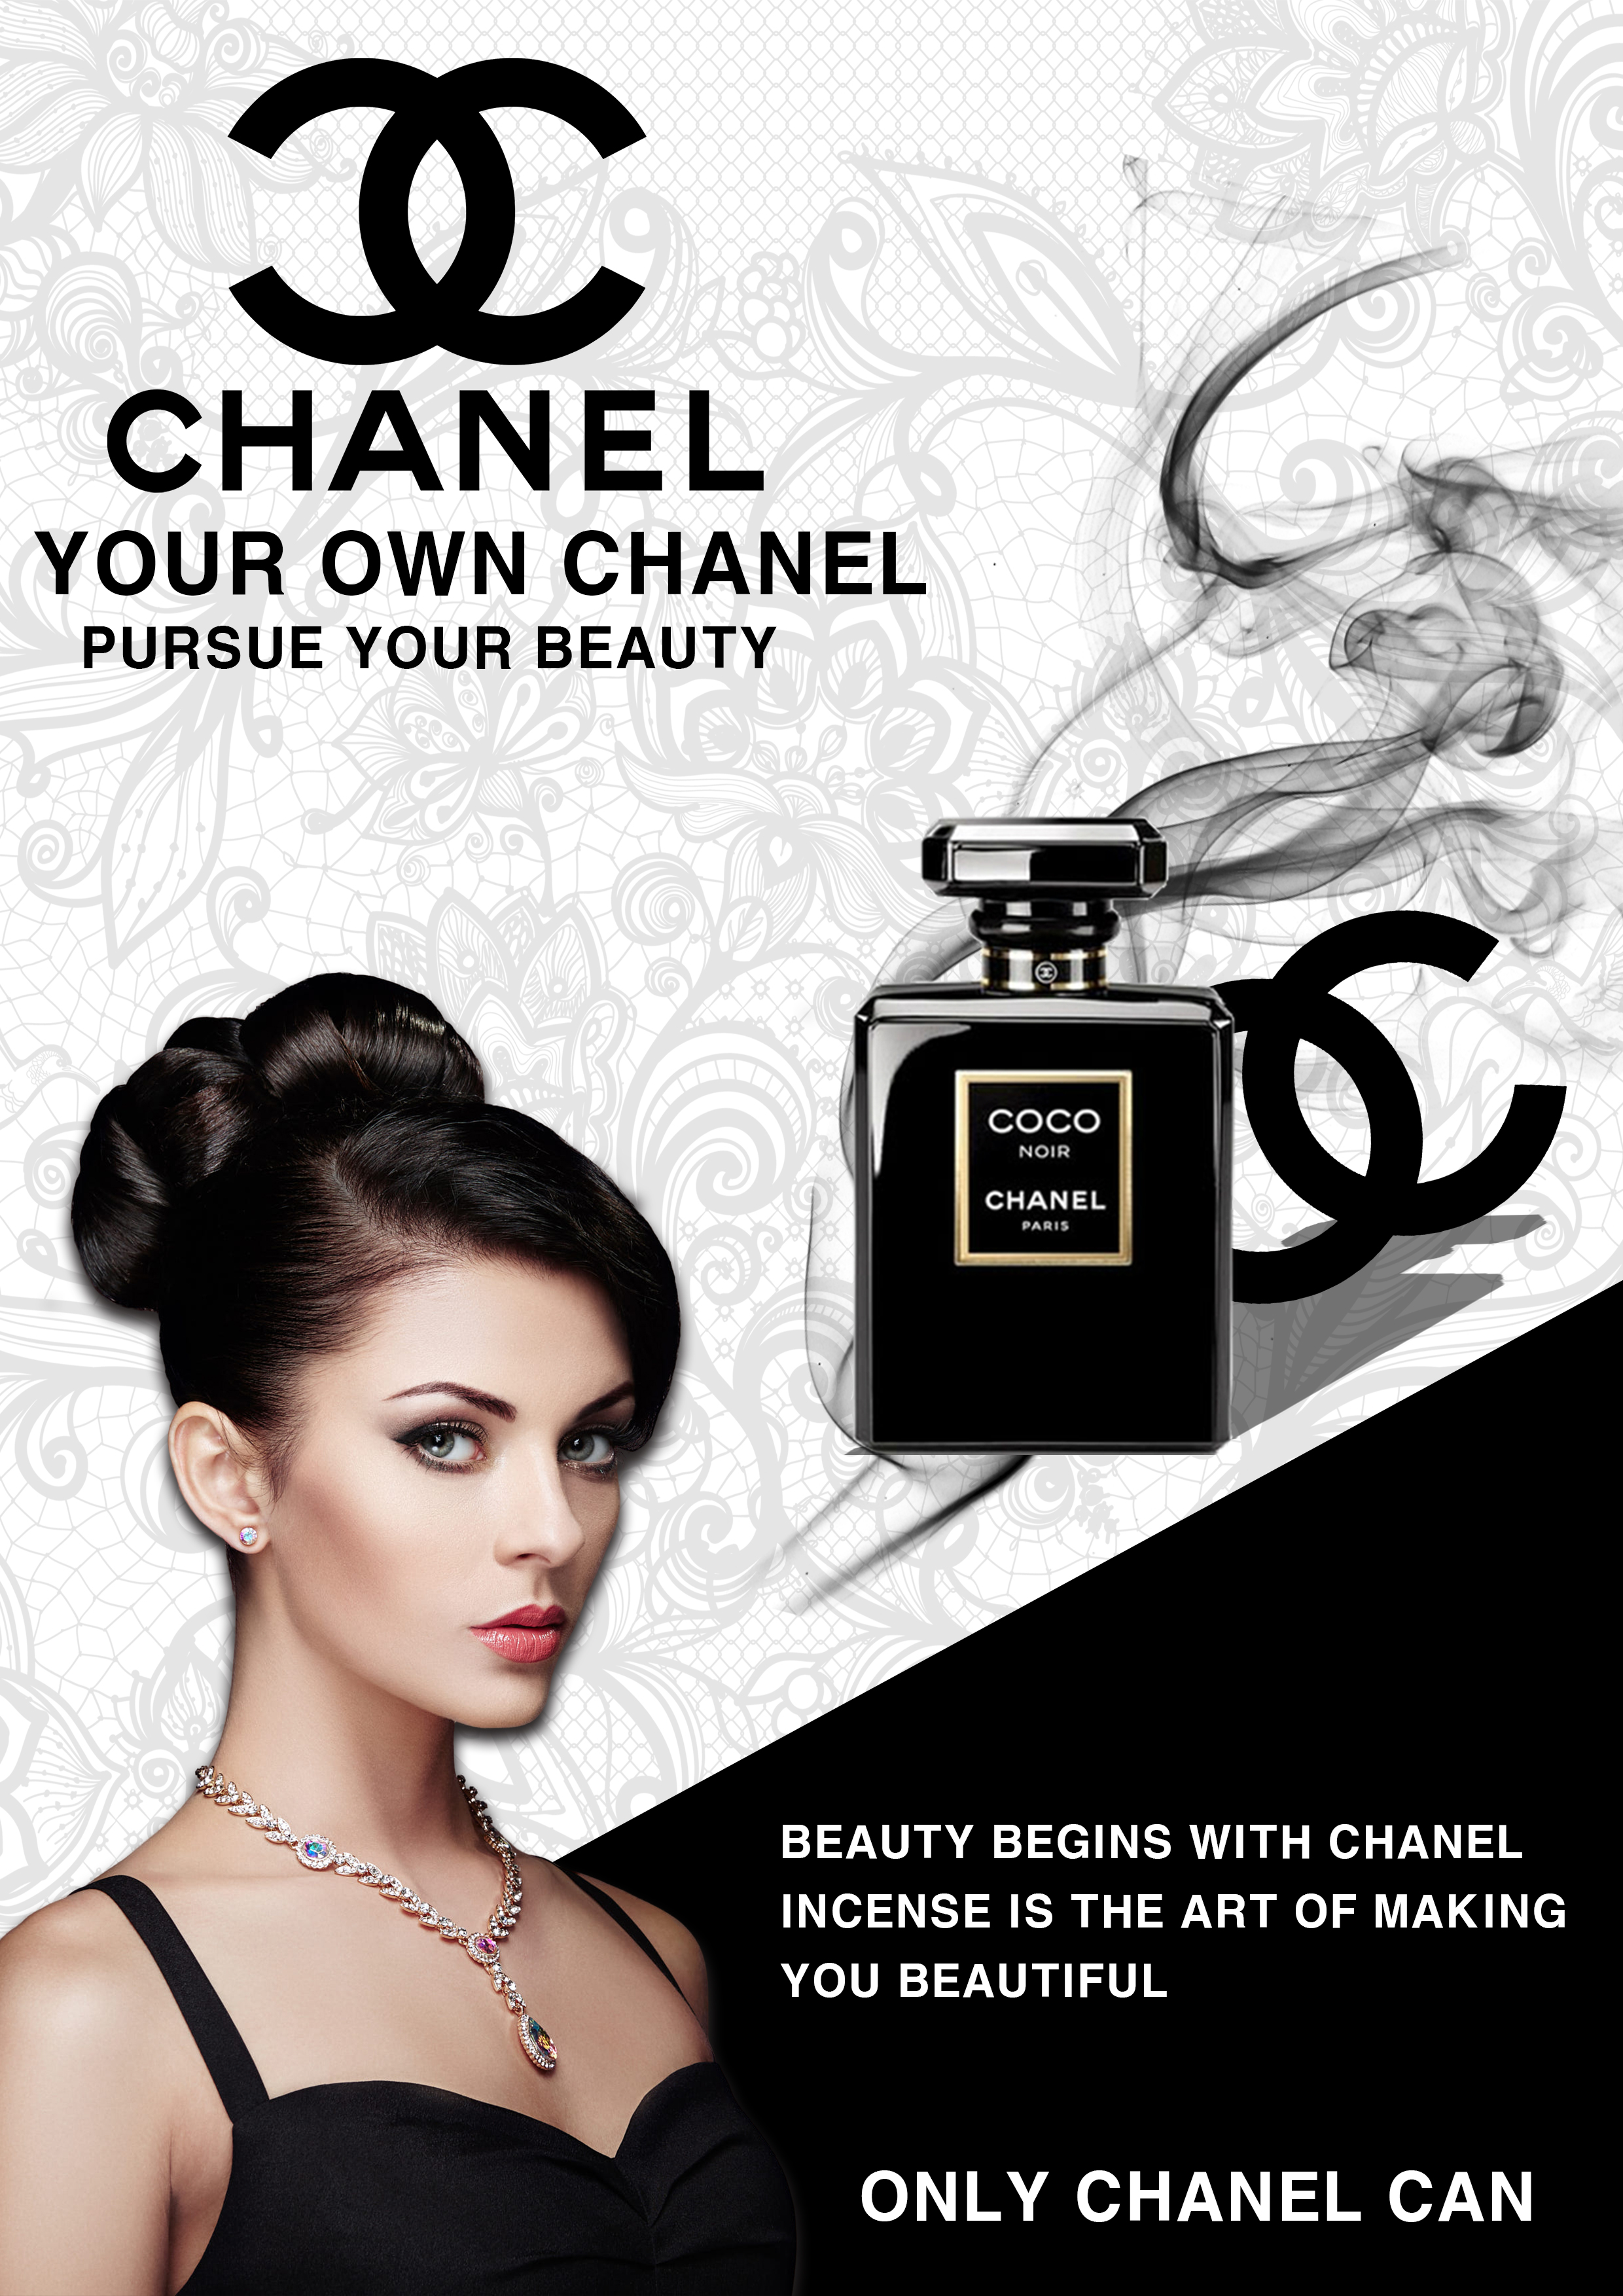 CHANEL
YOUR OWN CHANEL
PURSUE YOUR BEAUTY
COCO
NOIR
CHANEL
PARIS
BEAUTY BEGINS WITH CHANEL
INCENSE IS THE ART OF MAKING
YOU BEAUTIFUL
ONLY CHANEL CAN